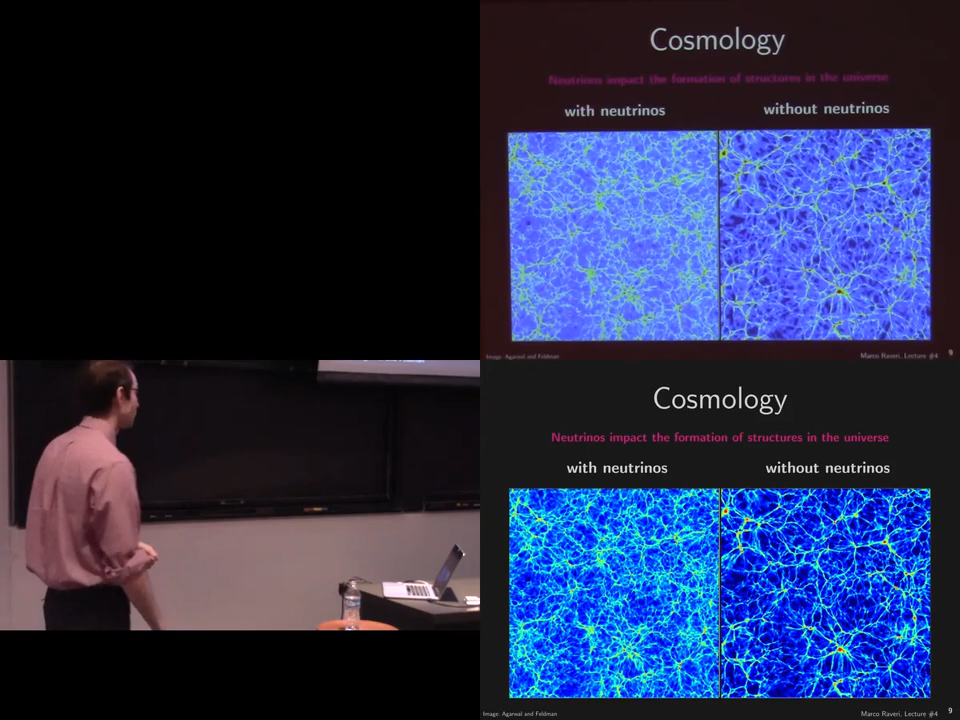 Cosmology
Neutrinos impact the formation of structures in the universe
with neutrinos without neutrinos
Image: Agarwal and Feldman Marco Raveri, Lecture #4 9
Cosmology
Neutrinos impact the formation of structures in the universe
with neutrinos without neutrinos
Image: Agarwal and Feldman Marco Raveri, Lecture #4 9